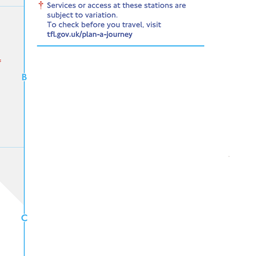 † Services or access at these stations are
subject to variation.
To check before you travel, visit
tfl.gov.uk/plan-a-journey
B
C